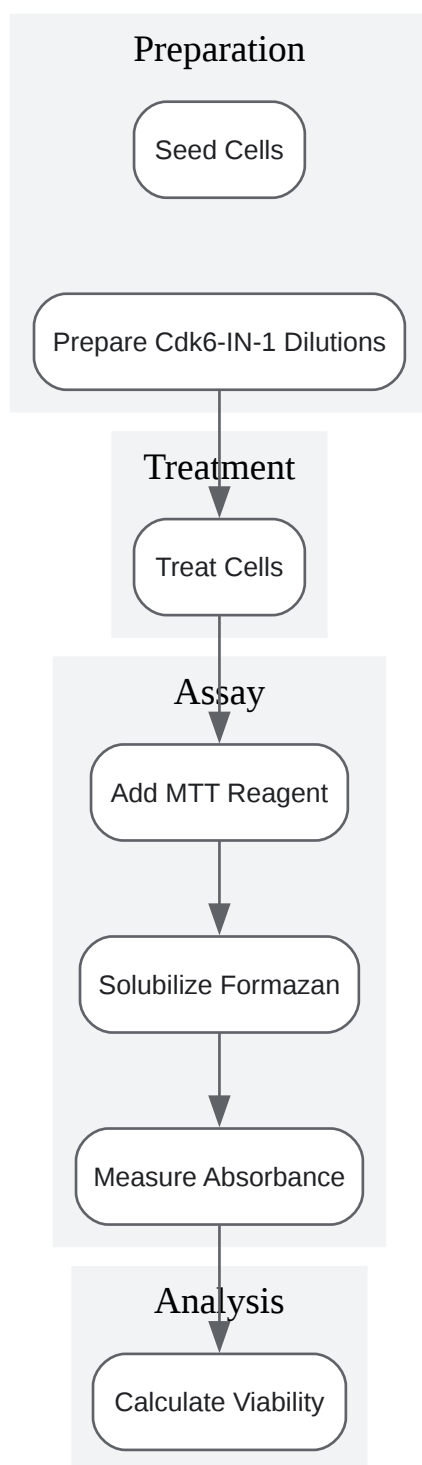 Preparation
Seed Cells
Prepare Cdk6-IN-1 Dilutions
Treatment
Treat Cells
Assay
Add MTT Reagent
Solubilize Formazan
Measure Absorbance
Analysis
Calculate Viability